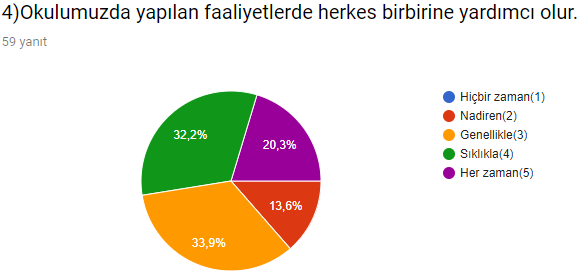 4)Okulumuzda yapılan faaliyetlerde herkes birbirine yardımcı olur.
59 yanıt
Hiçbir zaman(1)
Nadiren(2)
Genellikle(3)
Sıklıkla(4)
Her zaman(5)
32,2%
20,3%
13,6%
33,9%